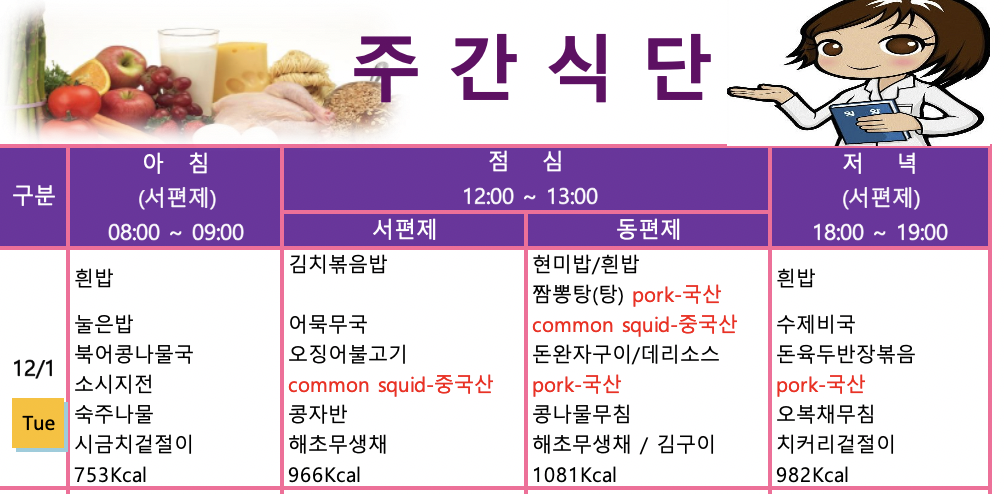 주 간 식 단
구분
아 침
(서편제)
08:00 ~ 09:00
점 심
12:00 ~ 13:00
서편제
동편제
저 녁
(서편제)
18:00 ~ 19:00
12/1
Tue
흰밥
눌은밥
북어콩나물국
소시지전
숙주나물
시금치겉절이
753Kcal
김치볶음밥
어묵무국
오징어불고기
common squid-중국산
콩자반
해초무생채
966Kcal
현미밥/흰밥
짬뽕탕(탕) pork-국산
common squid-중국산
돈완자구이/데리소스
pork-국산
콩나물무침
해초무생채 / 김구이
1081Kcal
흰밥
수제비국
돈육두반장볶음
pork-국산
오복채무침
치커리겉절이
982Kcal